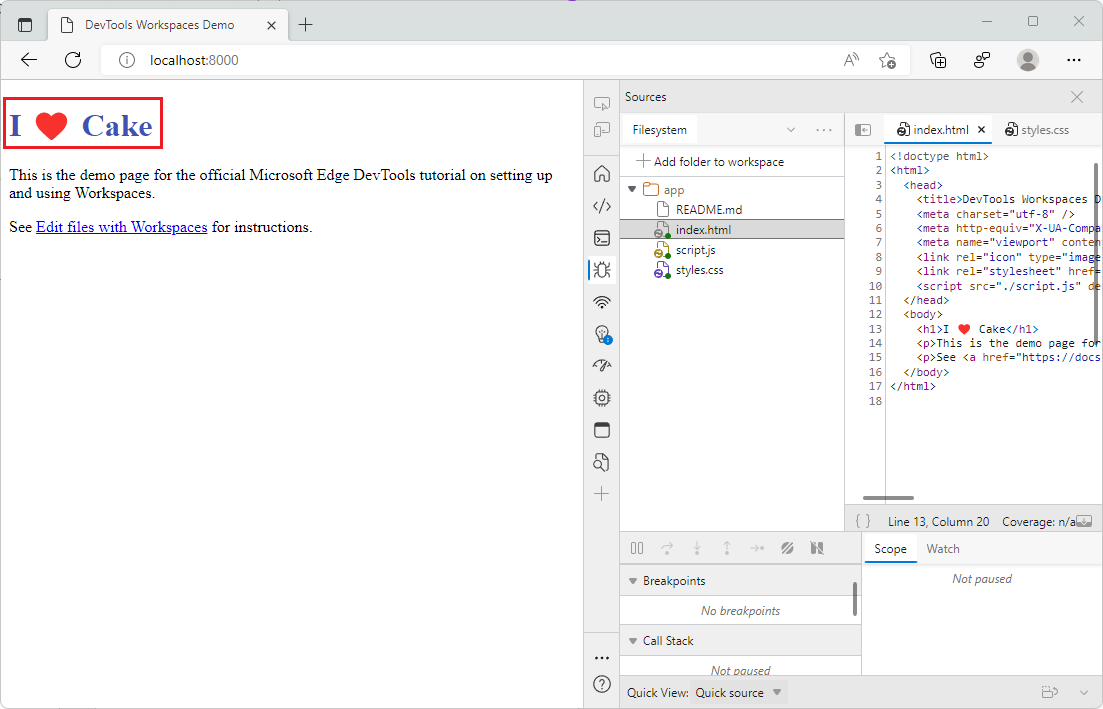 DevTools Workspaces Demo
localhost:8000
I ❤️ Cake
This is the demo page for the official Microsoft Edge DevTools tutorial on setting up
and using Workspaces.
See Edit files with Workspaces for instructions.
Sources
Filesystem
Add folder to workspace
app
README.md
index.html
script.js
styles.css
index.html
styles.css
1 <!doctype html>
2 <html>
3 <head>
4 <title>DevTools Workspaces D
5 <meta charset="utf-8" />
6 <meta http-equiv="X-UA-Compa
7 <meta name="viewport" conten
8 <link rel="icon" type="image
9 <link rel="stylesheet" href=
10 <script src="./script.js" de
11 </head>
12 <body>
13 <h1>I ❤️ Cake</h1>
14 <p>This is the demo page for
15 <p>See <a href="https://docs
16 </body>
17 </html>
18
{ } Line 13, Column 20 Coverage: n/a
Breakpoints
No breakpoints
Call Stack
Not paused
Scope Watch
Not paused
Quick View: Quick source